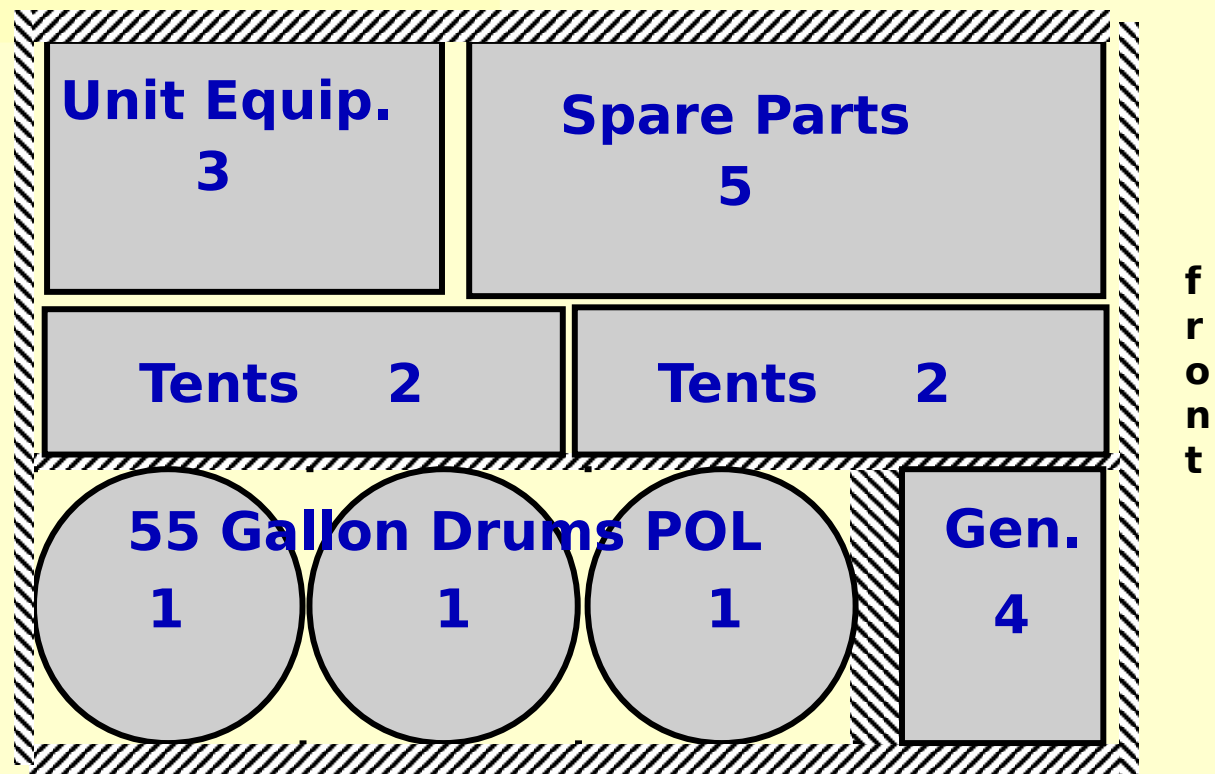 Unit Equip.
3
Spare Parts
5
Tents 2
Tents 2
55 Gallon Drums POL
1 1 1
Gen.
4
front